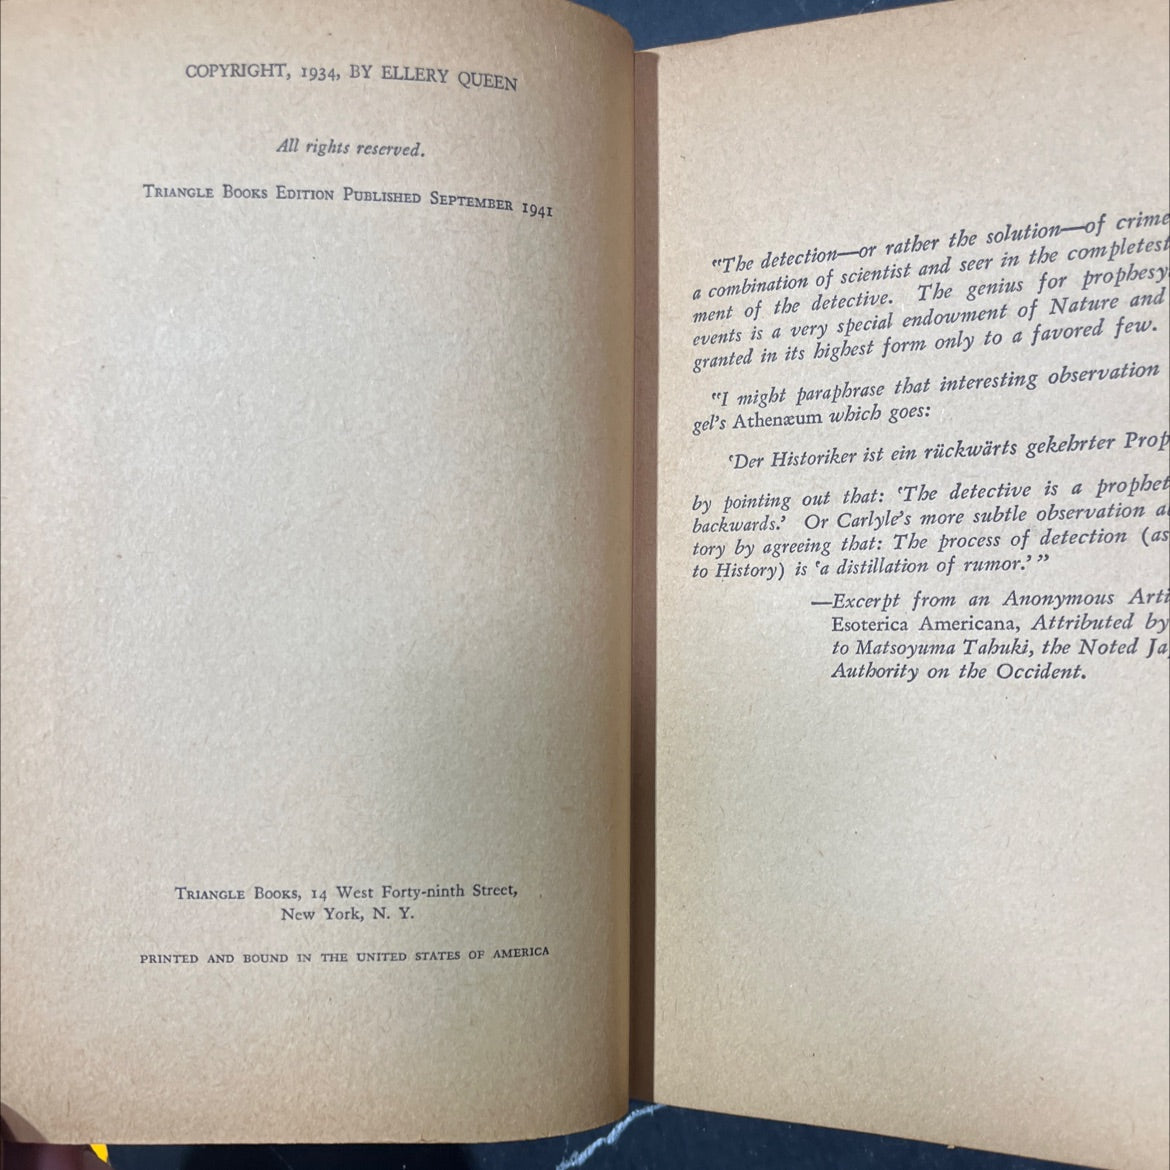 COPYRIGHT, 1934, BY ELLERY QUEEN
All rights reserved.
TRIANGLE BOOKS EDITION PUBLISHED SEPTEMBER 1941
TRIANGLE BOOKS, 14 West Forty-ninth Street,
New York, N. Y.
PRINTED AND BOUND IN THE UNITED STATES OF AMERICA
"The detection—or rather the solution—of crime
a combination of scientist and seer in the completest
ment of the detective. The genius for prophesy
events is a very special endowment of Nature and
granted in its highest form only to a favored few.
"I might paraphrase that interesting observation
gel's Athenæum which goes:
'Der Historiker ist ein rückwärts gekehrter Prop
by pointing out that: 'The detective is a prophet
backwards.' Or Carlyle's more subtle observation a
tory by agreeing that: The process of detection (as
to History) is 'a distillation of rumor.' "
—Excerpt from an Anonymous Arti
Esoterica Americana, Attributed by
to Matsoyuma Tahuki, the Noted Ja
Authority on the Occident.